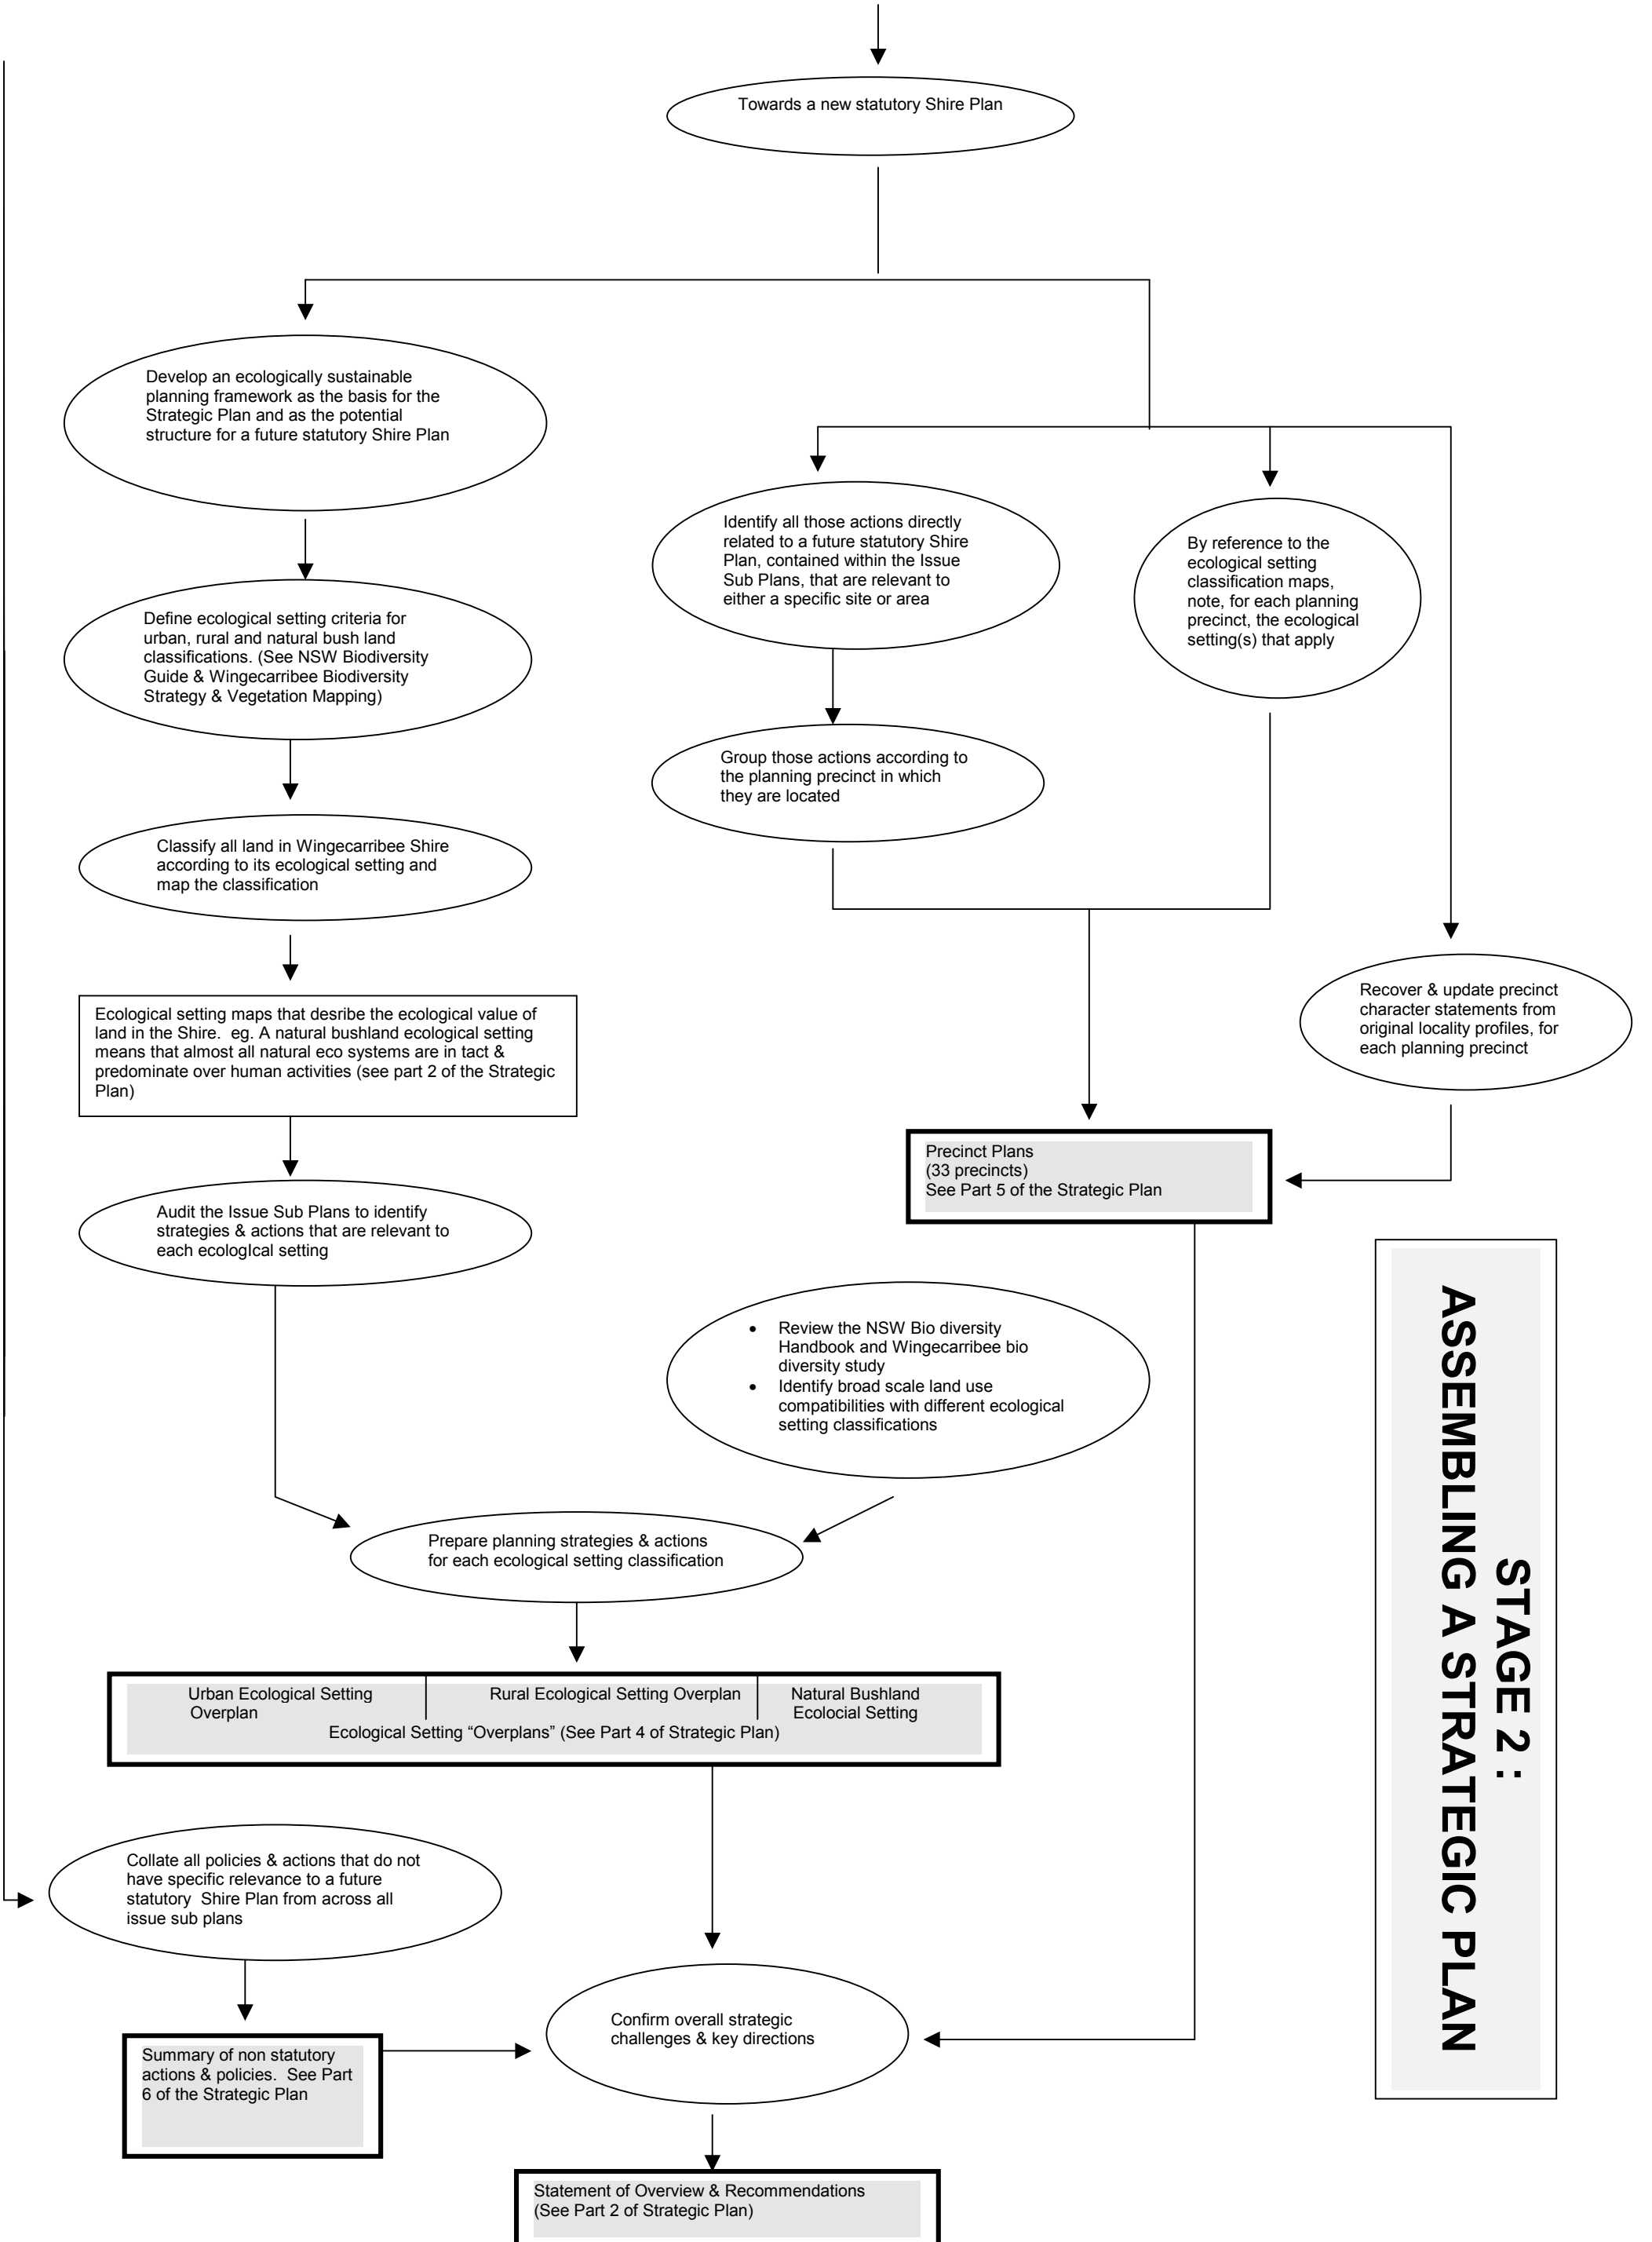 Towards a new statutory Shire Plan
Develop an ecologically sustainable
planning framework as the basis for the
Strategic Plan and as the potential
structure for a future statutory Shire Plan
Identify all those actions directly
related to a future statutory Shire
Plan, contained within the Issue
Sub Plans, that are relevant to
either a specific site or area
By reference to the
ecological setting
classification maps,
note, for each planning
precinct, the ecological
setting(s) that apply
Define ecological setting criteria for
urban, rural and natural bush land
classifications. (See NSW Biodiversity
Guide & Wingecarribee Biodiversity
Strategy & Vegetation Mapping)
Group those actions according to
the planning precinct in which
they are located
Classify all land in Wingecarribee Shire
according to its ecological setting and
map the classification
Recover & update precinct
character statements from
original locality profiles, for
each planning precinct
Ecological setting maps that desribe the ecological value of
land in the Shire.  eg. A natural bushland ecological setting
means that almost all natural eco systems are in tact &
predominate over human activities (see part 2 of the Strategic
Plan)
Precinct Plans
(33 precincts)
See Part 5 of the Strategic Plan
Audit the Issue Sub Plans to identify
strategies & actions that are relevant to
each ecologIcal setting
• Review the NSW Bio diversity
Handbook and Wingecarribee bio
diversity study
• Identify broad scale land use
compatibilities with different ecological
setting classifications
STAGE 2 :
ASSEMBLING A STRATEGIC PLAN
Prepare planning strategies & actions
for each ecological setting classification
Urban Ecological Setting
Overplan
Rural Ecological Setting Overplan
Natural Bushland
Ecolocial Setting
Ecological Setting “Overplans” (See Part 4 of Strategic Plan)
Collate all policies & actions that do not
have specific relevance to a future
statutory  Shire Plan from across all
issue sub plans
Confirm overall strategic
challenges & key directions
Summary of non statutory
actions & policies.  See Part
6 of the Strategic Plan
Statement of Overview & Recommendations
(See Part 2 of Strategic Plan)